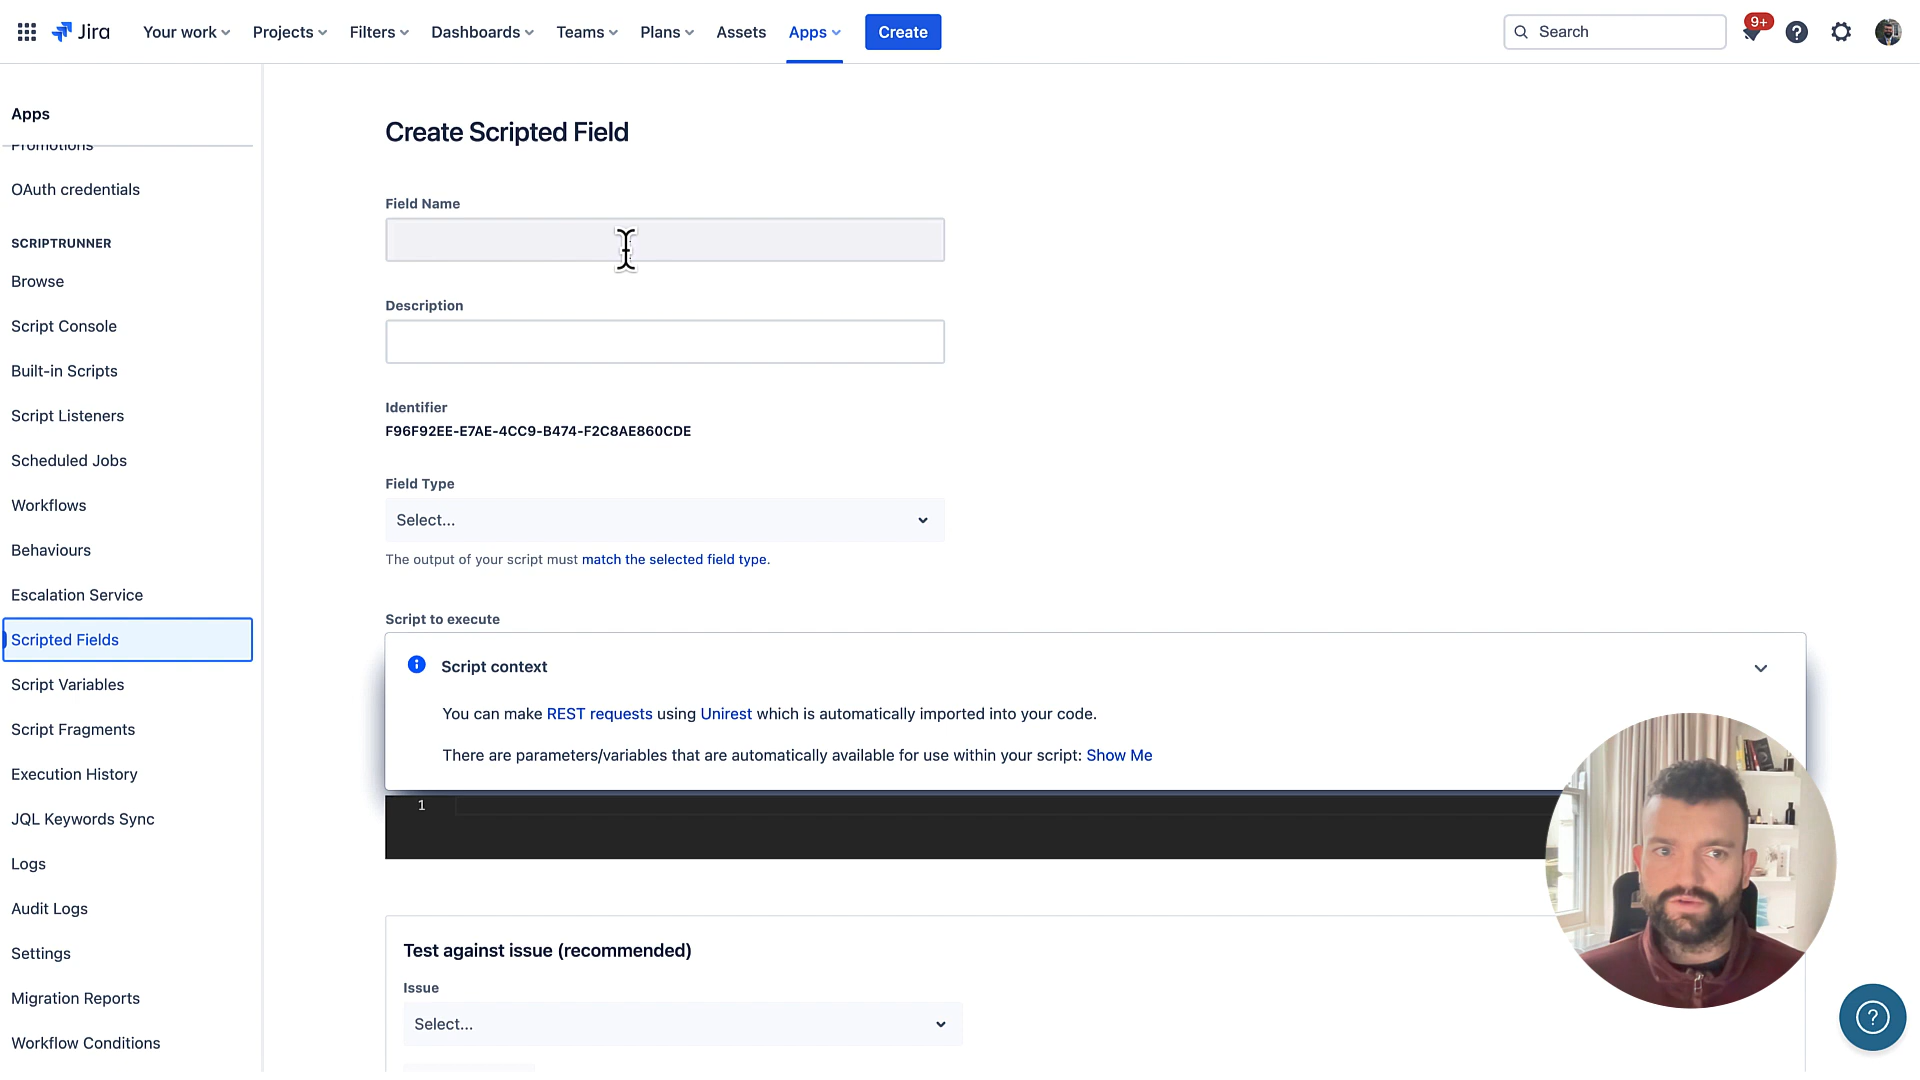 Jira
Your work
Projects
Filters
Dashboards
Teams
Plans
Assets
Apps
Create
Search
9+
Apps
Promotions
OAuth credentials
SCRIPTRUNNER
Browse
Script Console
Built-in Scripts
Script Listeners
Scheduled Jobs
Workflows
Behaviours
Escalation Service
Scripted Fields
Script Variables
Script Fragments
Execution History
JQL Keywords Sync
Logs
Audit Logs
Settings
Migration Reports
Workflow Conditions
Create Scripted Field
Field Name
Description
Identifier
F96F92EE-E7AE-4CC9-B474-F2C8AE860CDE
Field Type
Select...
The output of your script must match the selected field type.
Script to execute
Script context
You can make REST requests using Unirest which is automatically imported into your code.
There are parameters/variables that are automatically available for use within your script: Show Me
1
Test against issue (recommended)
Issue
Select...